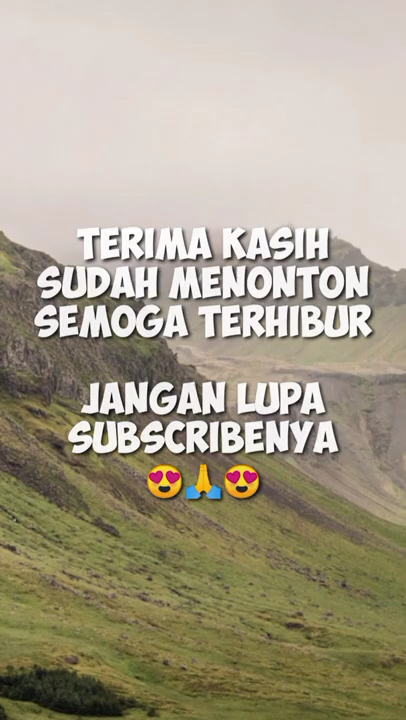 TERIMA KASIH
SUDAH MENONTON
SEMOGA TERHIBUR
JANGAN LUPA
SUBSCRIBENYA
😍🙏😍